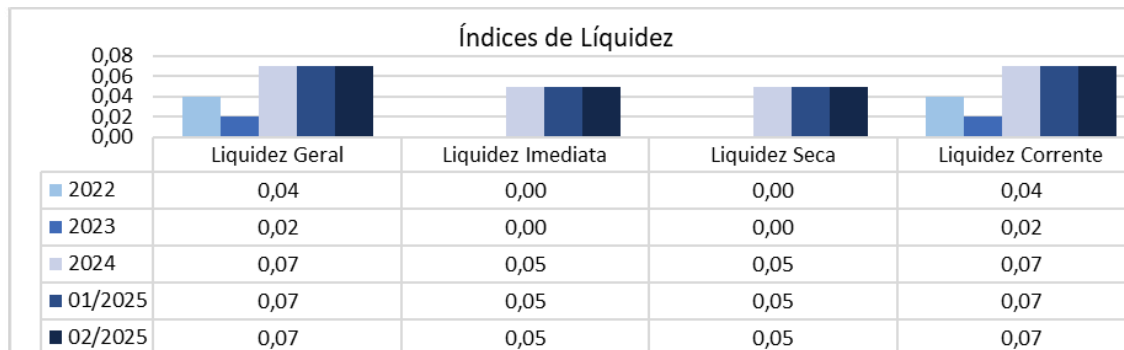 Índices de Líquidez
0,08
0,06
0,04
0,02
0,00
Liquidez Geral Liquidez Imediata Liquidez Seca Liquidez Corrente
2022 0,04 0,00 0,00 0,04
2023 0,02 0,00 0,00 0,02
2024 0,07 0,05 0,05 0,07
01/2025 0,07 0,05 0,05 0,07
02/2025 0,07 0,05 0,05 0,07